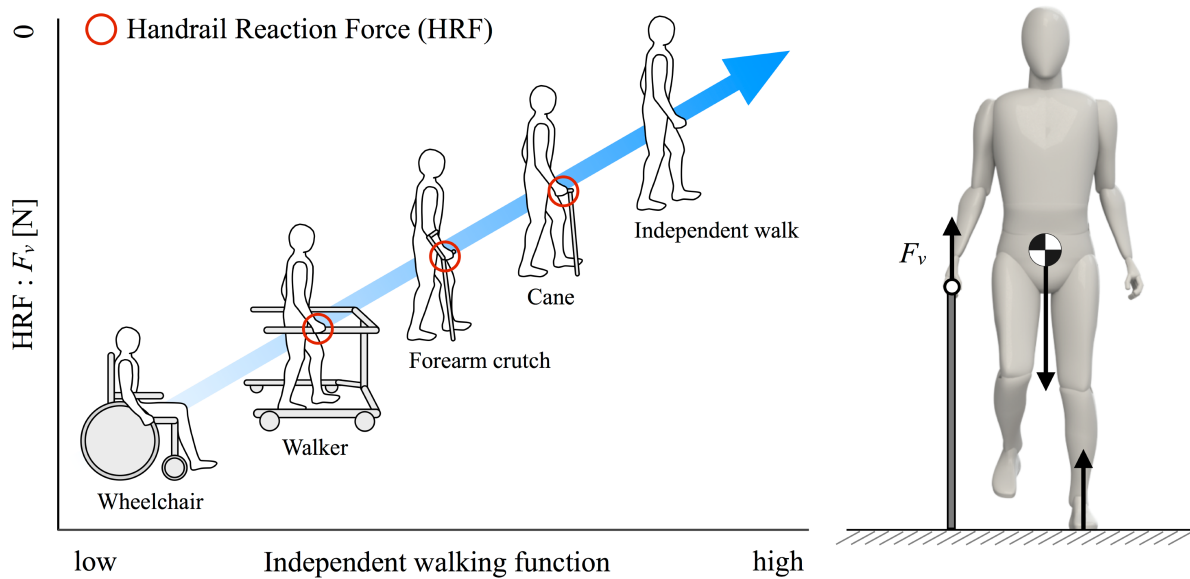 0
Handrail Reaction Force (HRF)
HRF : Fv [N]
Independent walk
Cane
Forearm crutch
Walker
Wheelchair
low
Independent walking function
high
Fv